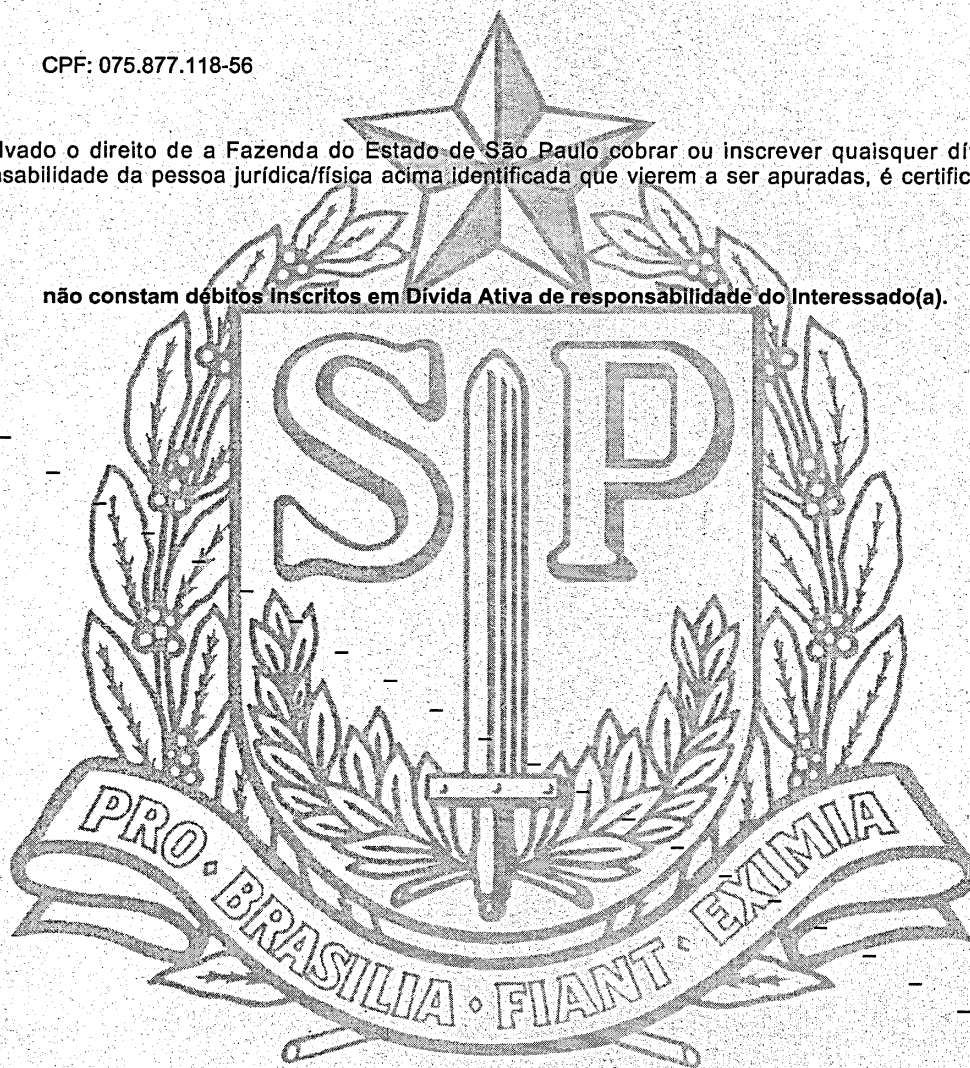 CPF: 075.877.118-56
lvado o direito de a Fazenda do Estado de São Paulo cobrar ou inscrever quaisquer dí
nsabilidade da pessoa jurídica/física acima identificada que vierem a ser apuradas, é certific
não constam débitos inscritos em Dívida Ativa de responsabilidade do Interessado(a).
S P
PRO · BRASILIA · FIANT · EXIMIA